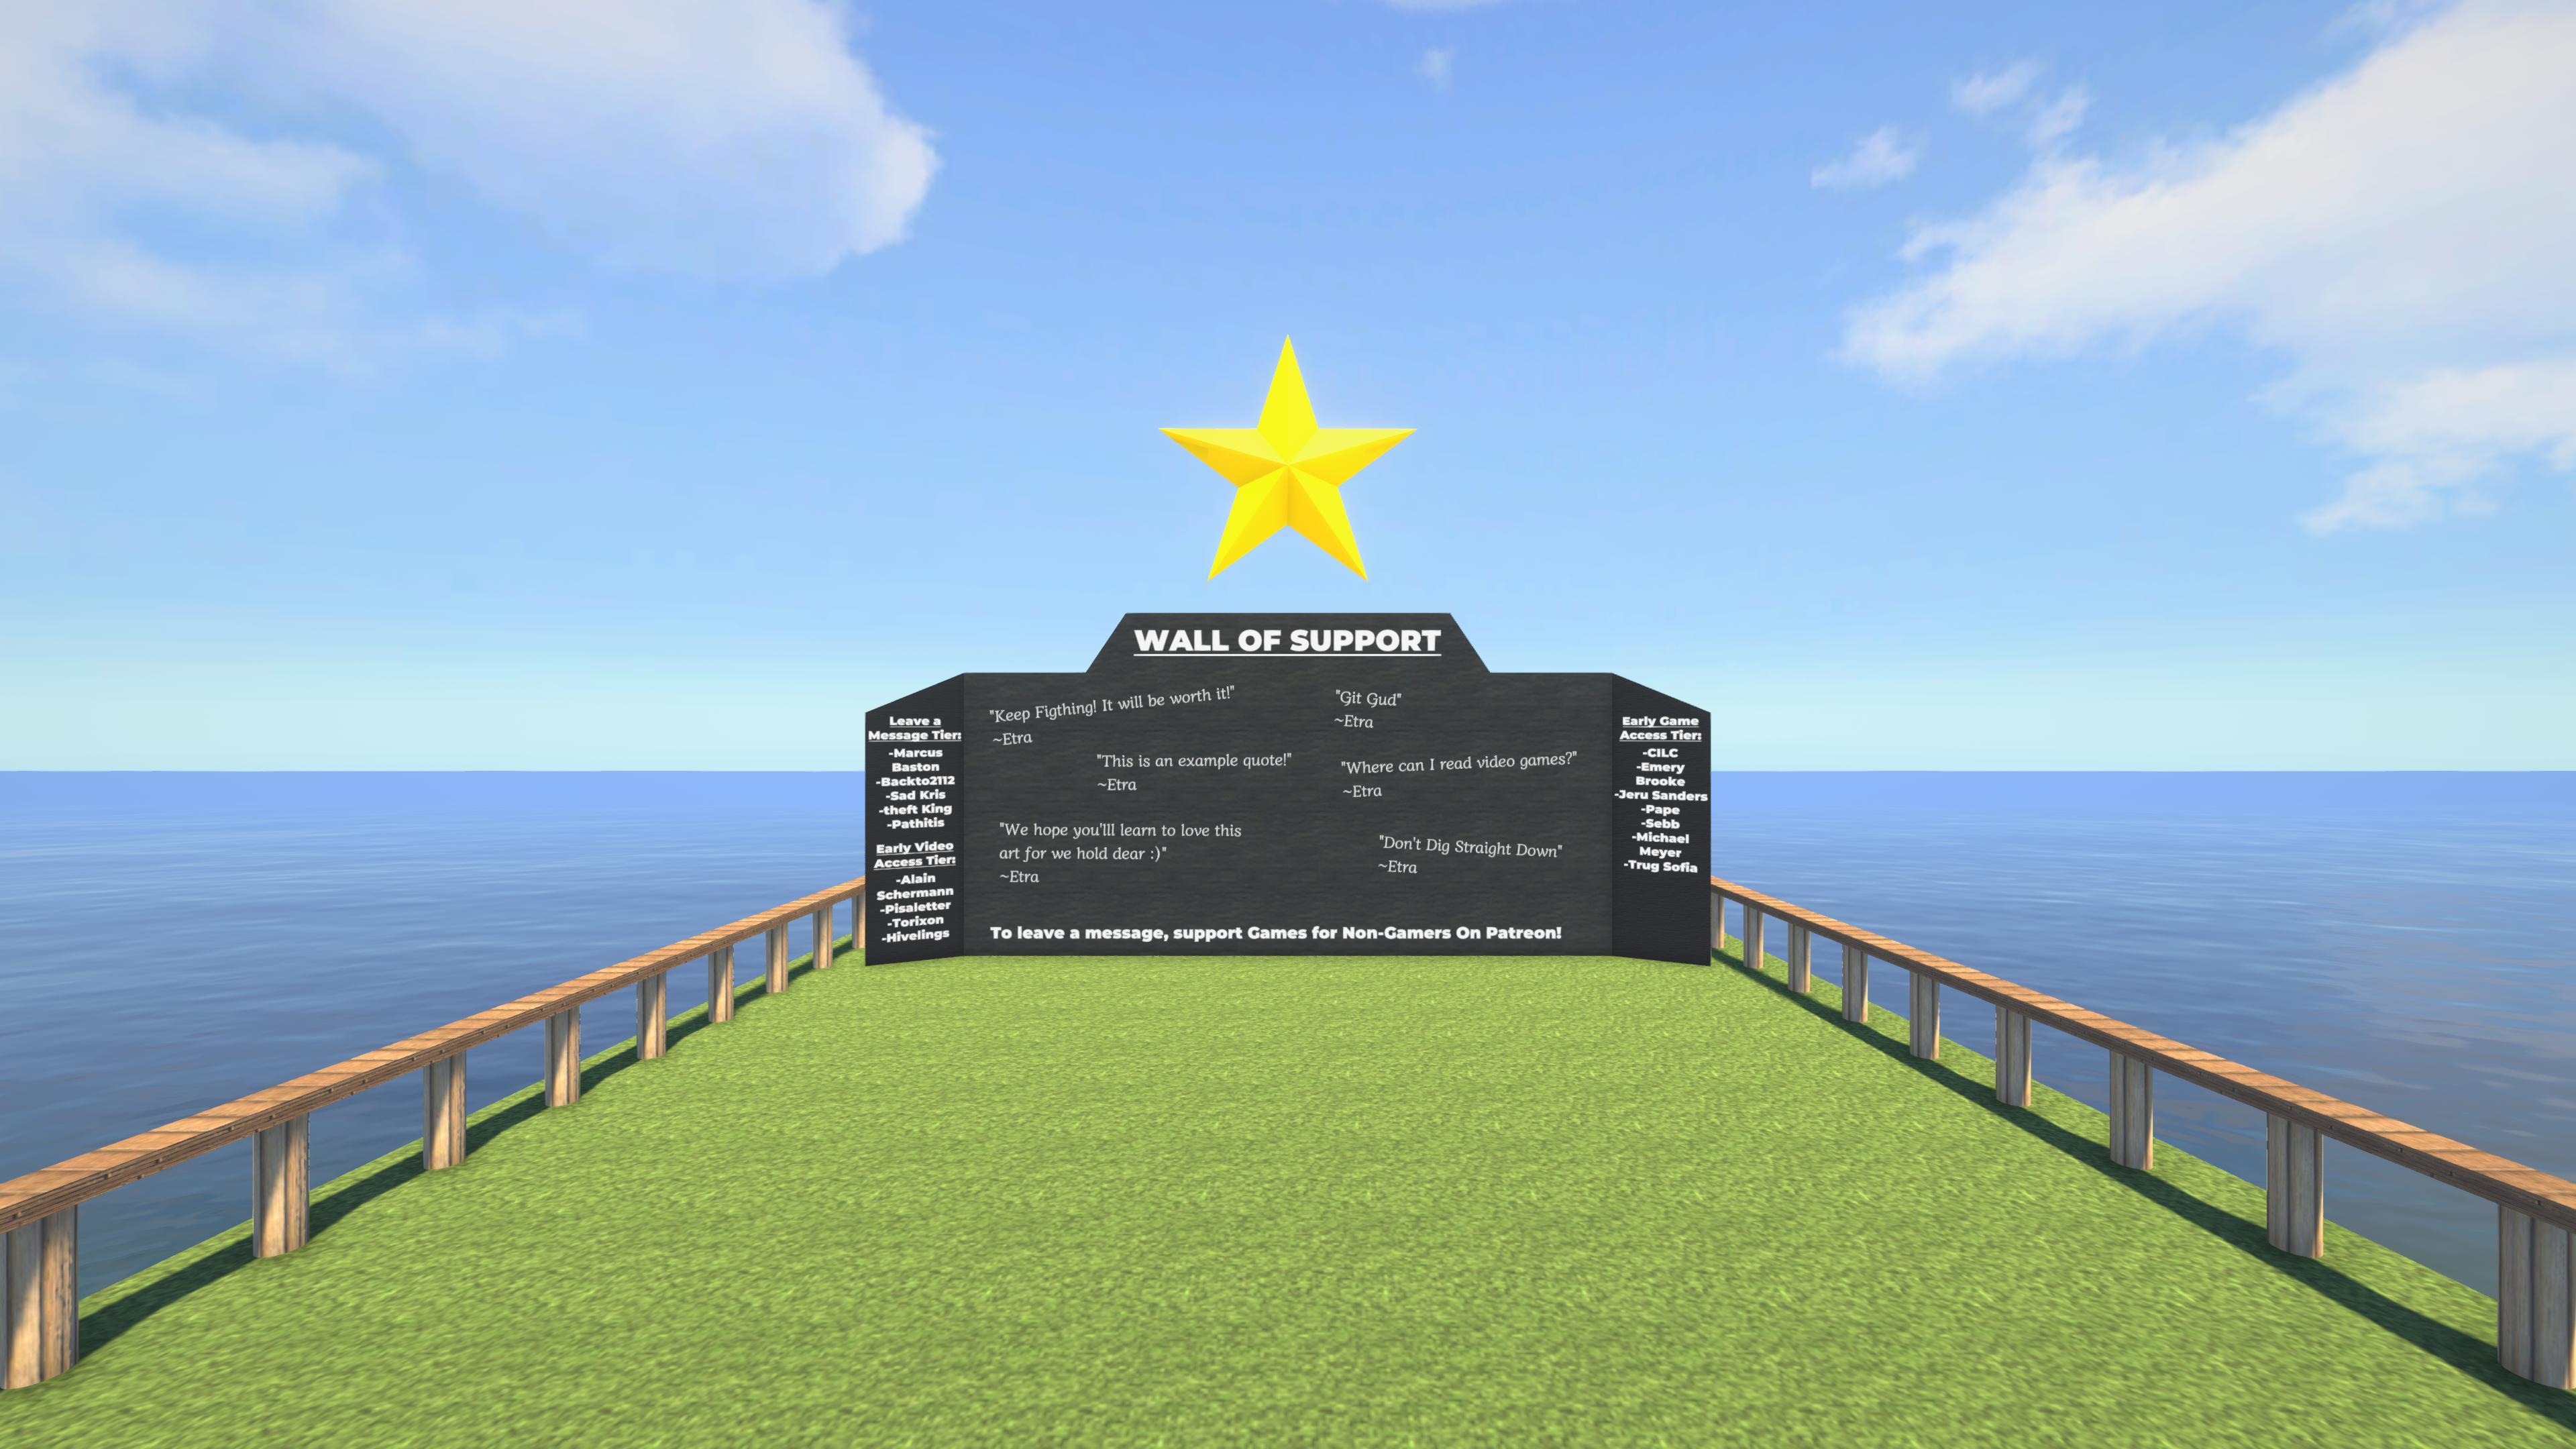 WALL OF SUPPORT
Leave a
Message Tier:
-Marcus
Baston
-Backto2112
-Sad Kris
-theft King
-Pathitis
Early Video
Access Tier:
-Alain
Schermann
-Pisaletter
-Torixon
-Hivelings
"Keep Figthing! It will be worth it!"
~Etra
"This is an example quote!"
~Etra
"We hope you'lll learn to love this
art for we hold dear :)"
~Etra
"Git Gud"
~Etra
"Where can I read video games?"
~Etra
"Don't Dig Straight Down"
~Etra
To leave a message, support Games for Non-Gamers On Patreon!
Early Game
Access Tier:
-CILC
-Emery
Brooke
-Jeru Sanders
-Pape
-Sebb
-Michael
Meyer
-Trug Sofia